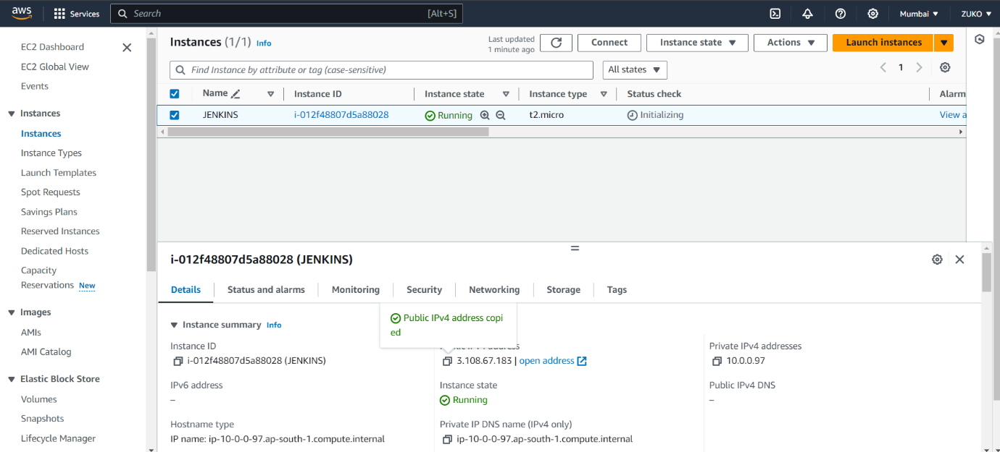 aws
Services
Search
[Alt+S]
Mumbai ▼
ZUKO ▼
EC2 Dashboard
EC2 Global View
Events
Instances
Instances
Instance Types
Launch Templates
Spot Requests
Savings Plans
Reserved Instances
Dedicated Hosts
Capacity
Reservations New
Images
AMIs
AMI Catalog
Elastic Block Store
Volumes
Snapshots
Lifecycle Manager
Instances (1/1) Info
Last updated
1 minute ago
Connect
Instance state ▼
Actions ▼
Launch instances
Find Instance by attribute or tag (case-sensitive)
All states ▼
1
Name
Instance ID
Instance state
Instance type
Status check
Alarm
JENKINS
i-012f48807d5a88028
Running
t2.micro
Initializing
View a
i-012f48807d5a88028 (JENKINS)
Details
Status and alarms
Monitoring
Security
Networking
Storage
Tags
Public IPv4 address copi
ed
Instance summary Info
Instance ID
i-012f48807d5a88028 (JENKINS)
Public IPv4 address
3.108.67.183 | open address
Private IPv4 addresses
10.0.0.97
IPv6 address
–
Instance state
Running
Public IPv4 DNS
–
Hostname type
IP name: ip-10-0-0-97.ap-south-1.compute.internal
Private IP DNS name (IPv4 only)
ip-10-0-0-97.ap-south-1.compute.internal